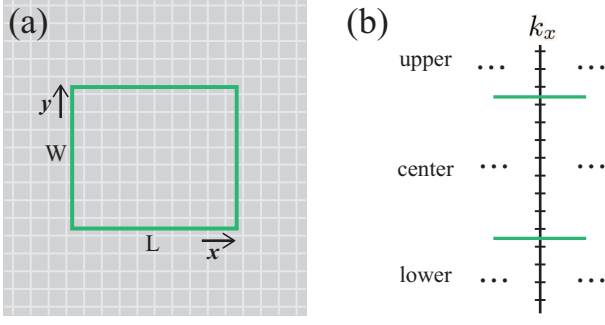 (a)
y
W
L
x
(b)
k_x
upper ... ...
center ... ...
lower ... ...